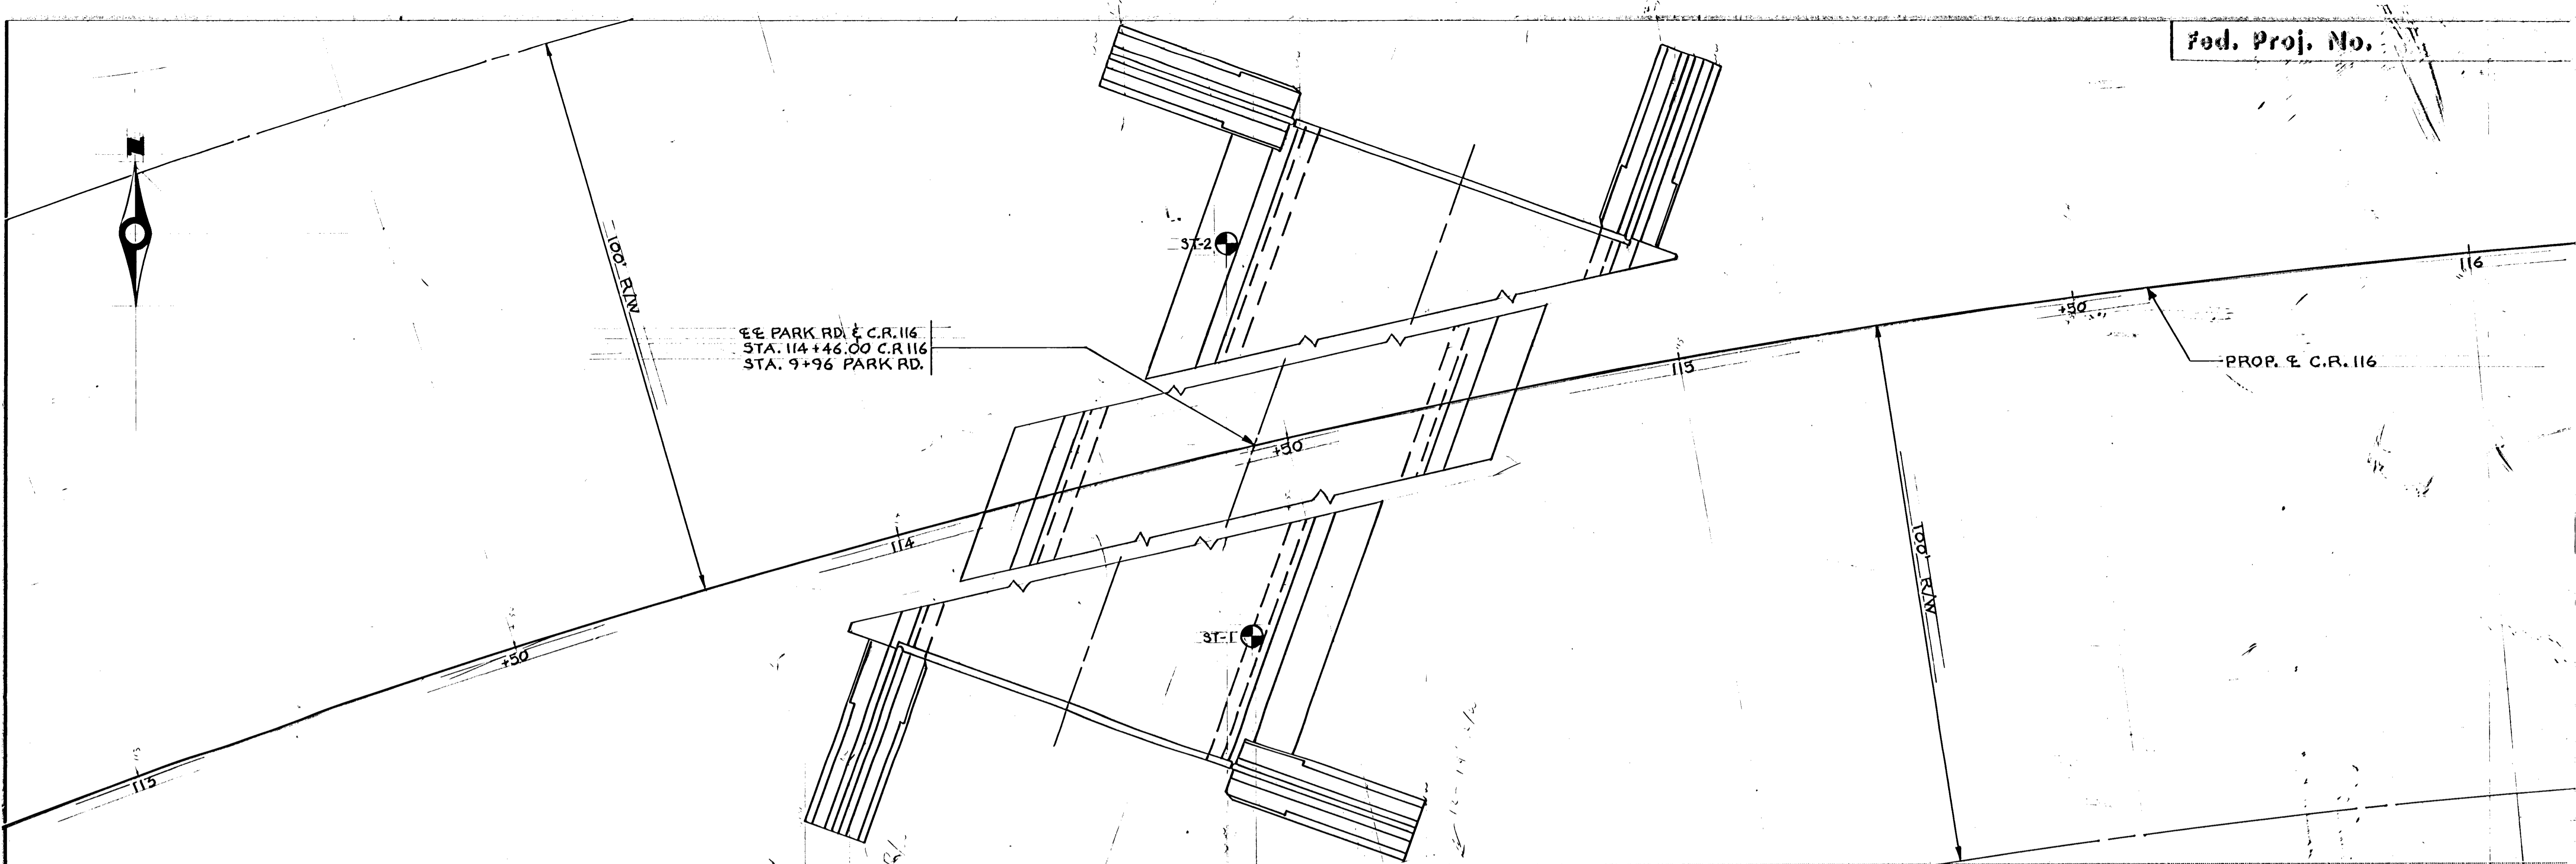 Fed. Proj. No.
N
100' R/W
ST-2
116
+50
℄℄ PARK RD. & C.R. 116
STA. 114+46.00 C.R 116
STA. 9+96 PARK RD.
PROP. ℄ C.R. 116
115
+50
114
100' R/W
ST-1
+50
113